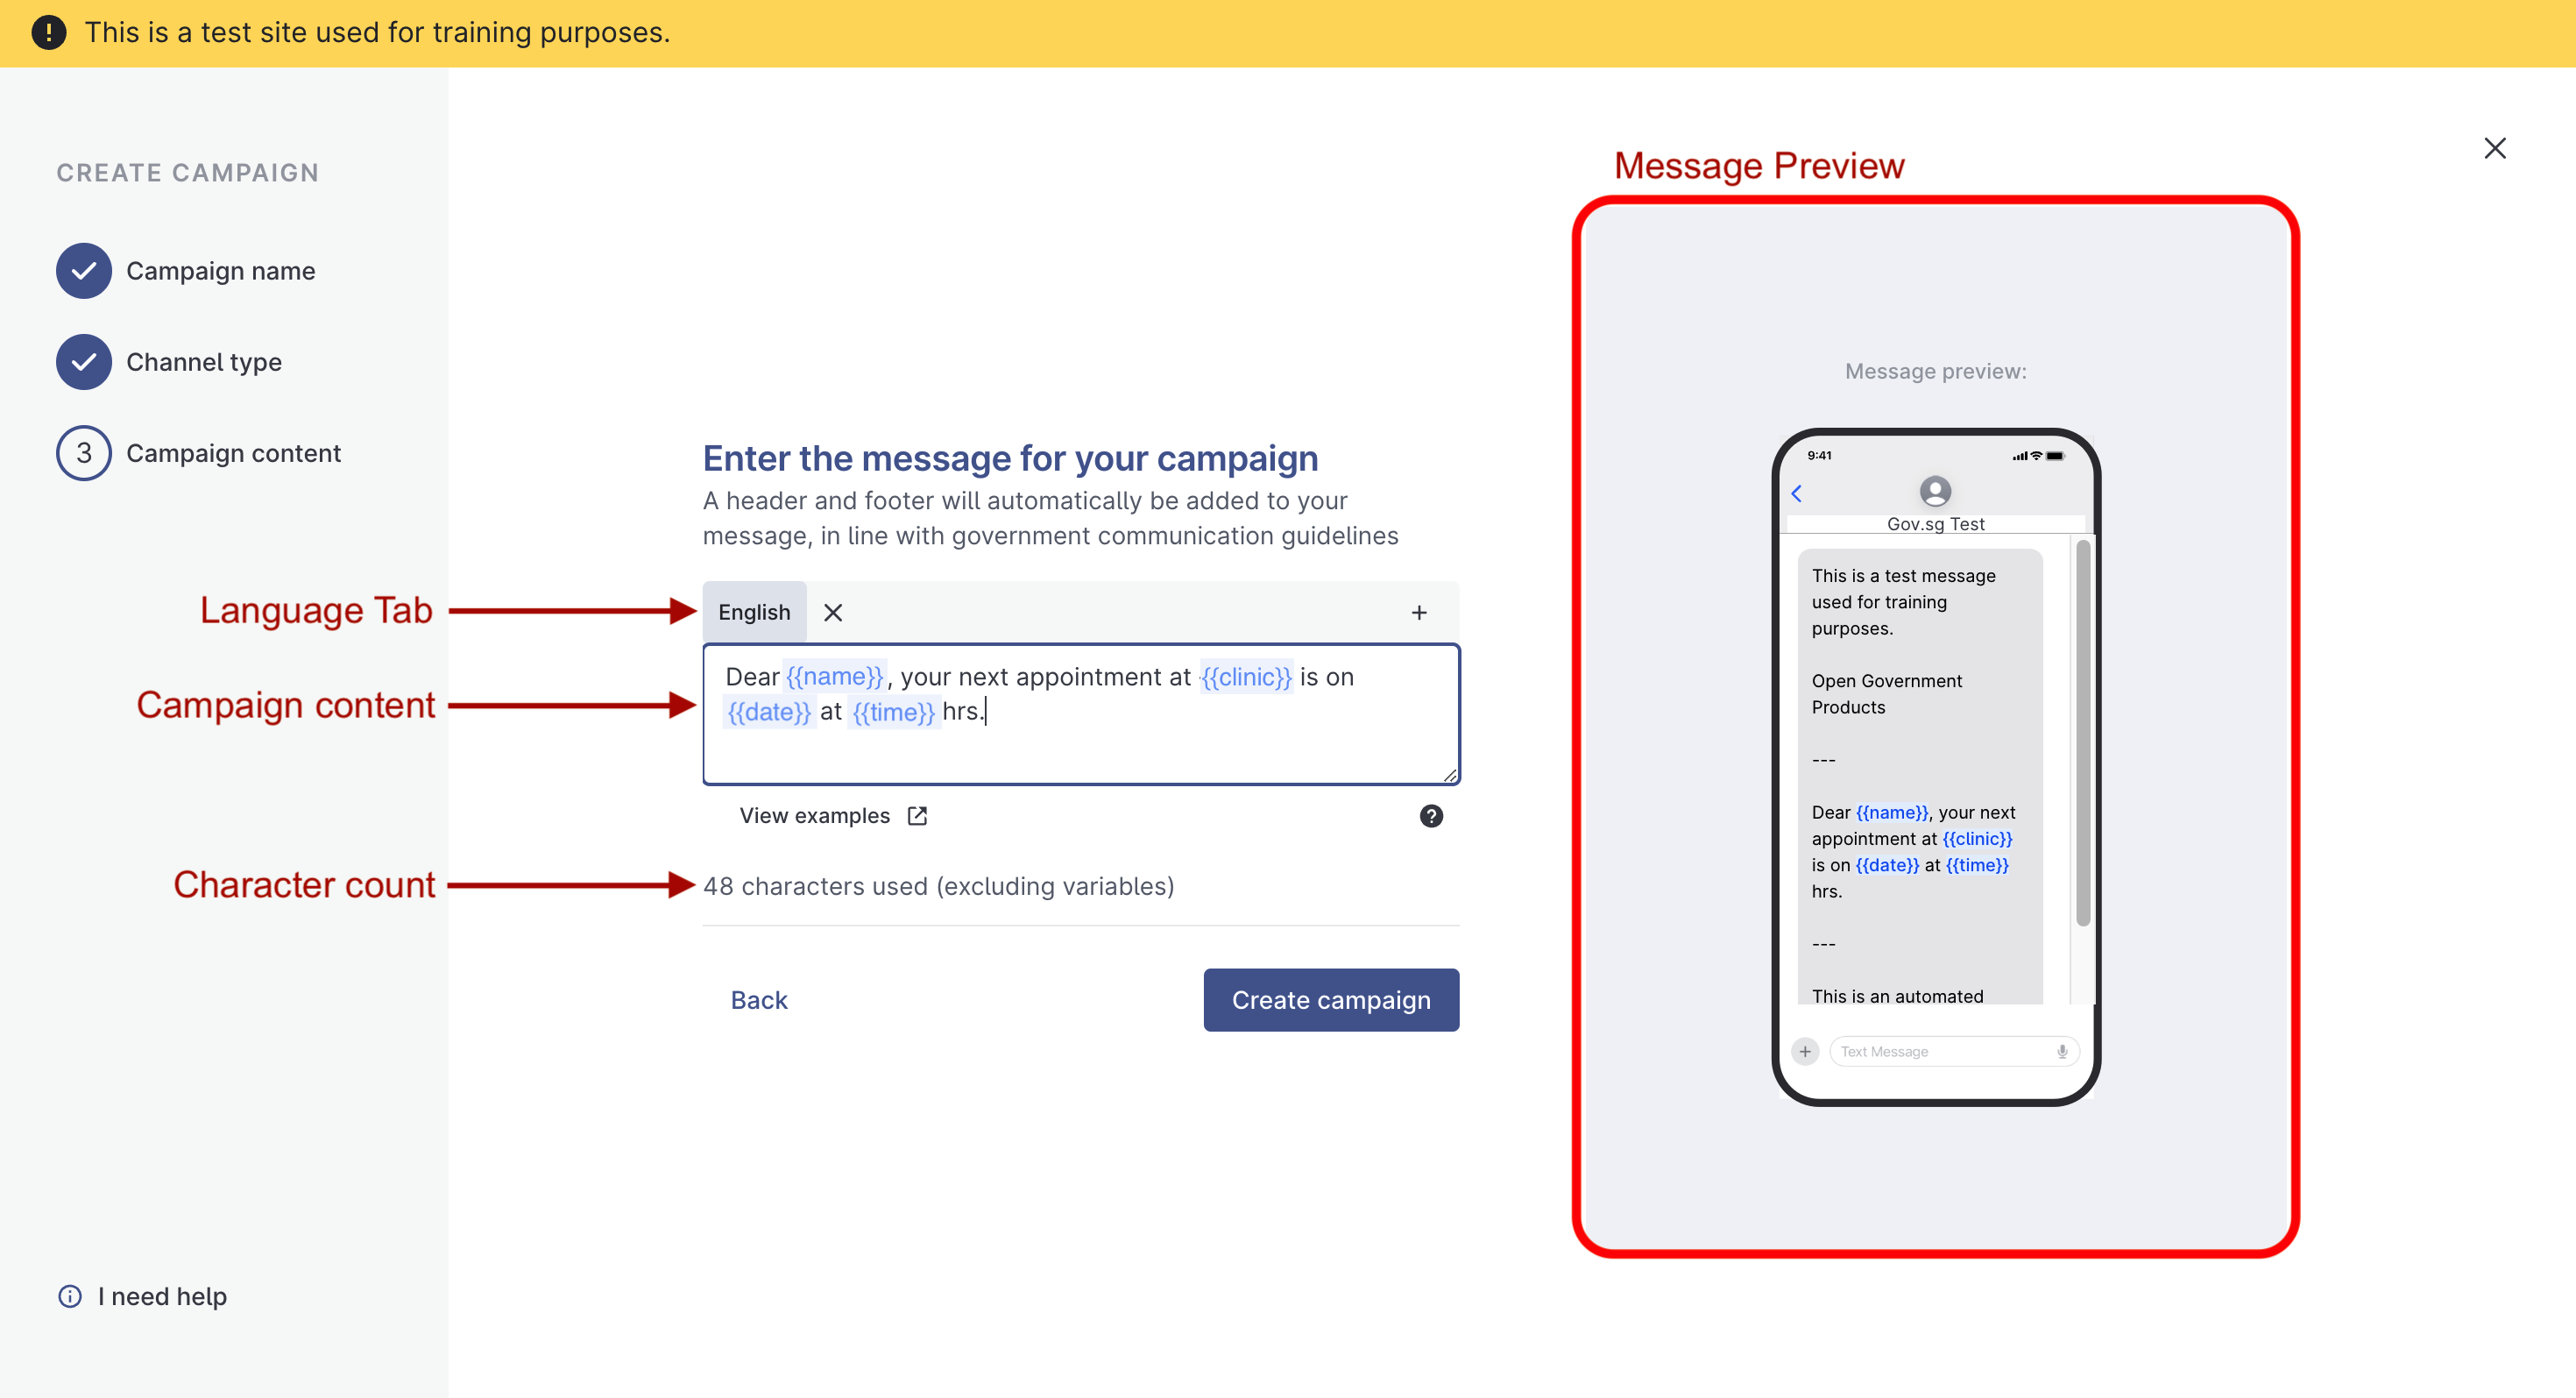 This is a test site used for training purposes.
CREATE CAMPAIGN
Campaign name
Channel type
3 Campaign content
I need help
Language Tab
Campaign content
Character count
Enter the message for your campaign
A header and footer will automatically be added to your
message, in line with government communication guidelines
English
Dear {{name}}, your next appointment at {{clinic}} is on
{{date}} at {{time}} hrs.
View examples
48 characters used (excluding variables)
Back
Create campaign
Message Preview
Message preview:
9:41
Gov.sg Test
This is a test message
used for training
purposes.
Open Government
Products
---
Dear {{name}}, your next
appointment at {{clinic}}
is on {{date}} at {{time}}
hrs.
---
This is an automated
Text Message